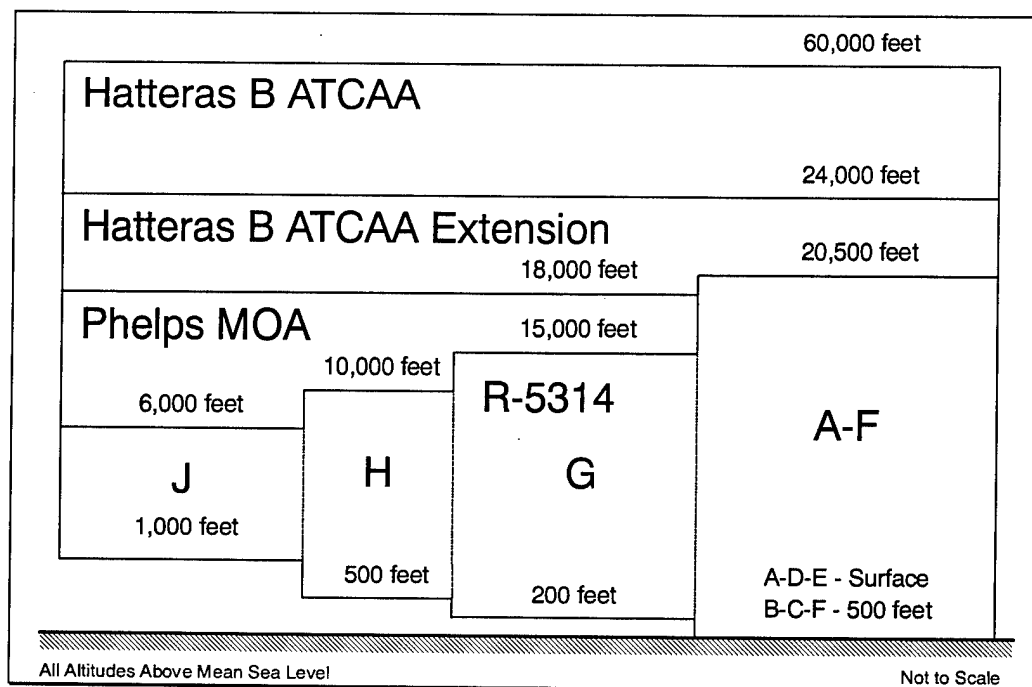 60,000 feet
Hatteras B ATCAA
24,000 feet
Hatteras B ATCAA Extension
20,500 feet
18,000 feet
Phelps MOA
15,000 feet
10,000 feet
6,000 feet
R-5314
A-F
J
H
G
1,000 feet
500 feet
200 feet
A-D-E - Surface
B-C-F - 500 feet
All Altitudes Above Mean Sea Level
Not to Scale